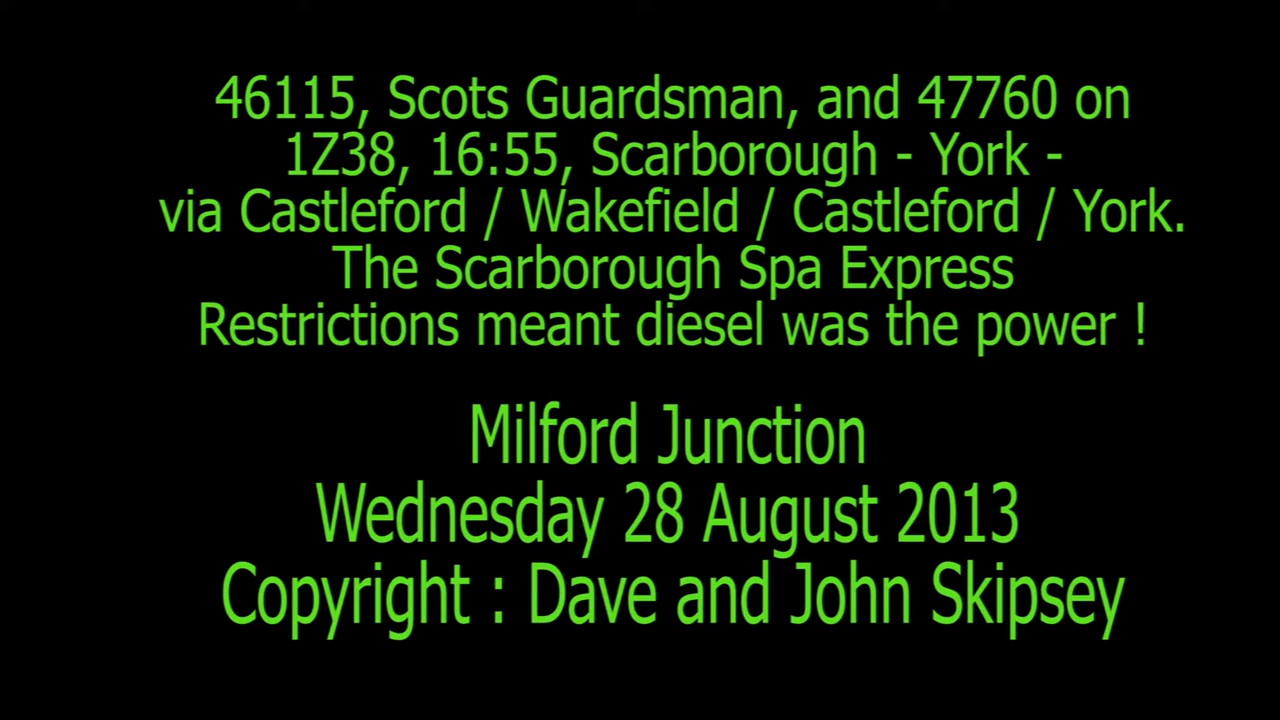 46115, Scots Guardsman, and 47760 on
1Z38, 16:55, Scarborough - York -
via Castleford / Wakefield / Castleford / York.
The Scarborough Spa Express
Restrictions meant diesel was the power !
Milford Junction
Wednesday 28 August 2013
Copyright : Dave and John Skipsey